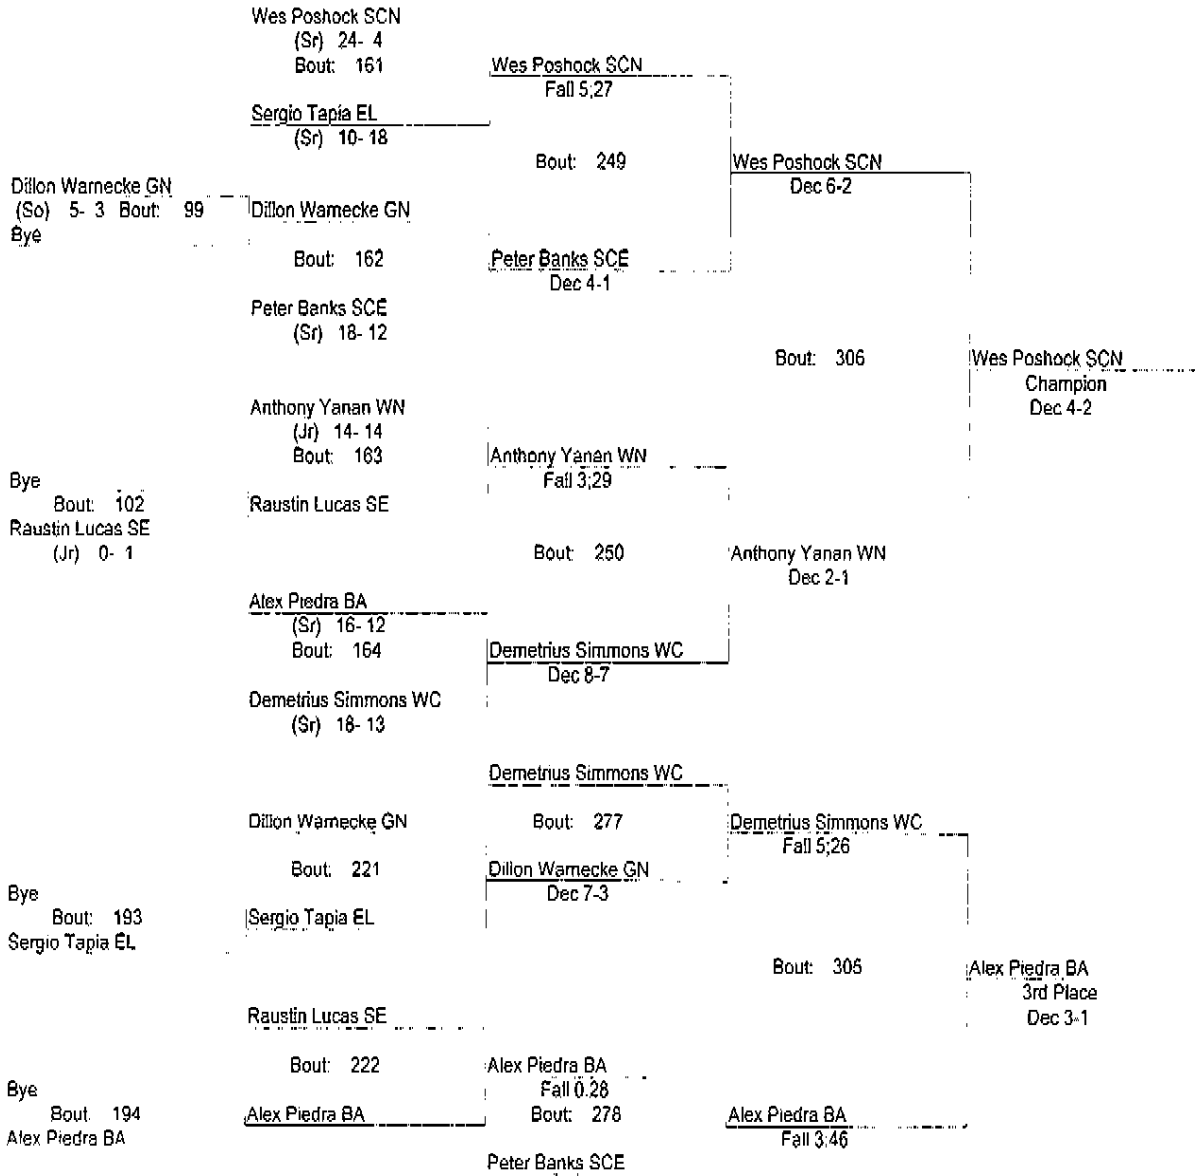 Wes Poshock SCN
(Sr) 24- 4
Bout: 161
Wes Poshock SCN
Fall 5;27
Sergio Tapia EL
(Sr) 10- 18
Bout: 249
Wes Poshock SCN
Dec 6-2
Dillon Warnecke GN
(So) 5- 3 Bout: 99
Bye
Dillon Warnecke GN
Bout: 162
Peter Banks SCE
Dec 4-1
Peter Banks SCE
(Sr) 18- 12
Bout: 306
Wes Poshock SCN
Champion
Dec 4-2
Anthony Yanan WN
(Jr) 14- 14
Bout: 163
Anthony Yanan WN
Fall 3;29
Bye
Bout: 102
Raustin Lucas SE
(Jr) 0- 1
Raustin Lucas SE
Bout: 250
Anthony Yanan WN
Dec 2-1
Alex Piedra BA
(Sr) 16- 12
Bout: 164
Demetrius Simmons WC
Dec 8-7
Demetrius Simmons WC
(Sr) 18- 13
Demetrius Simmons WC
Dillon Warnecke GN
Bout: 277
Demetrius Simmons WC
Fall 5;26
Bout: 221
Dillon Warnecke GN
Dec 7-3
Bye
Bout: 193
Sergio Tapia EL
Sergio Tapia EL
Bout: 305
Alex Piedra BA
3rd Place
Dec 3-1
Raustin Lucas SE
Bout: 222
Alex Piedra BA
Fall 0.28
Bye
Bout. 194
Alex Piedra BA
Alex Piedra BA
Bout: 278
Alex Piedra BA
Fall 3;46
Peter Banks SCE